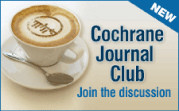 NEW
Cochrane
Journal
Club
Join the discussion